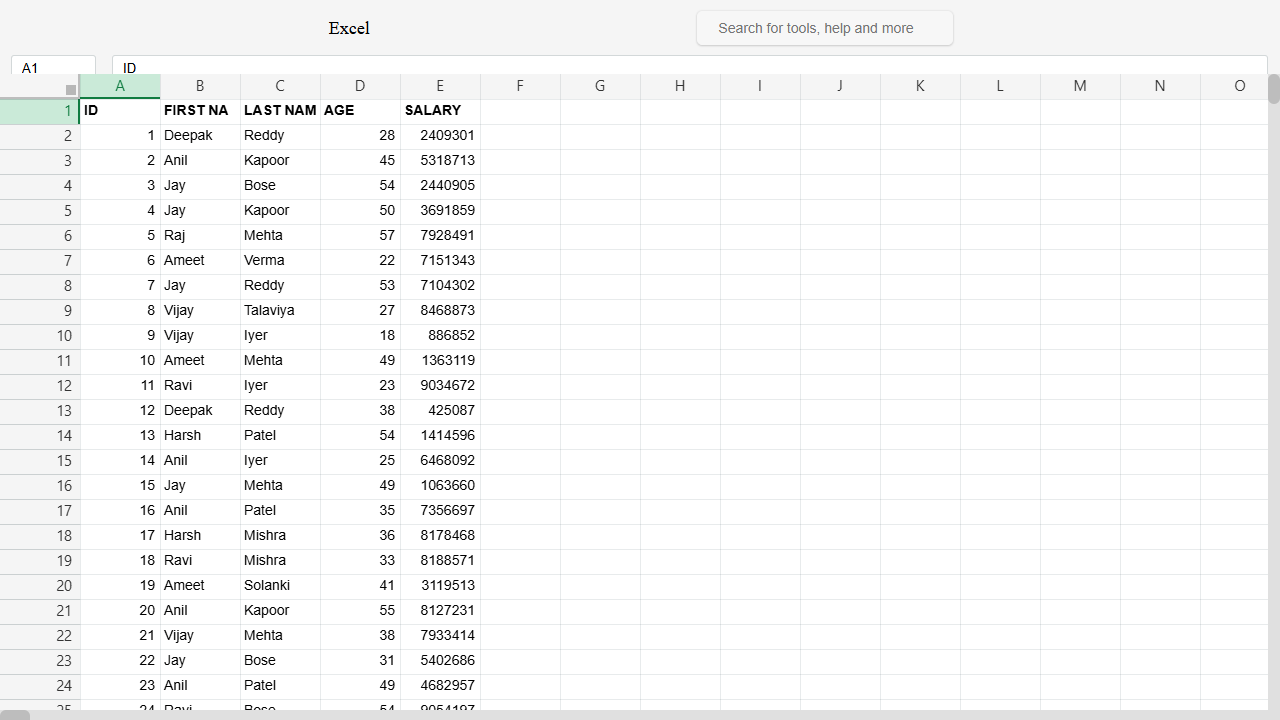 Excel
Search for tools, help and more
A1 ID
A B C D E F G H I J K L M N O
1 ID FIRST NA LAST NAM AGE SALARY
2 1 Deepak Reddy 28 2409301
3 2 Anil Kapoor 45 5318713
4 3 Jay Bose 54 2440905
5 4 Jay Kapoor 50 3691859
6 5 Raj Mehta 57 7928491
7 6 Ameet Verma 22 7151343
8 7 Jay Reddy 53 7104302
9 8 Vijay Talaviya 27 8468873
10 9 Vijay Iyer 18 886852
11 10 Ameet Mehta 49 1363119
12 11 Ravi Iyer 23 9034672
13 12 Deepak Reddy 38 425087
14 13 Harsh Patel 54 1414596
15 14 Anil Iyer 25 6468092
16 15 Jay Mehta 49 1063660
17 16 Anil Patel 35 7356697
18 17 Harsh Mishra 36 8178468
19 18 Ravi Mishra 33 8188571
20 19 Ameet Solanki 41 3119513
21 20 Anil Kapoor 55 8127231
22 21 Vijay Mehta 38 7933414
23 22 Jay Bose 31 5402686
24 23 Anil Patel 49 4682957
25 24 Ravi Bose 54 9054197